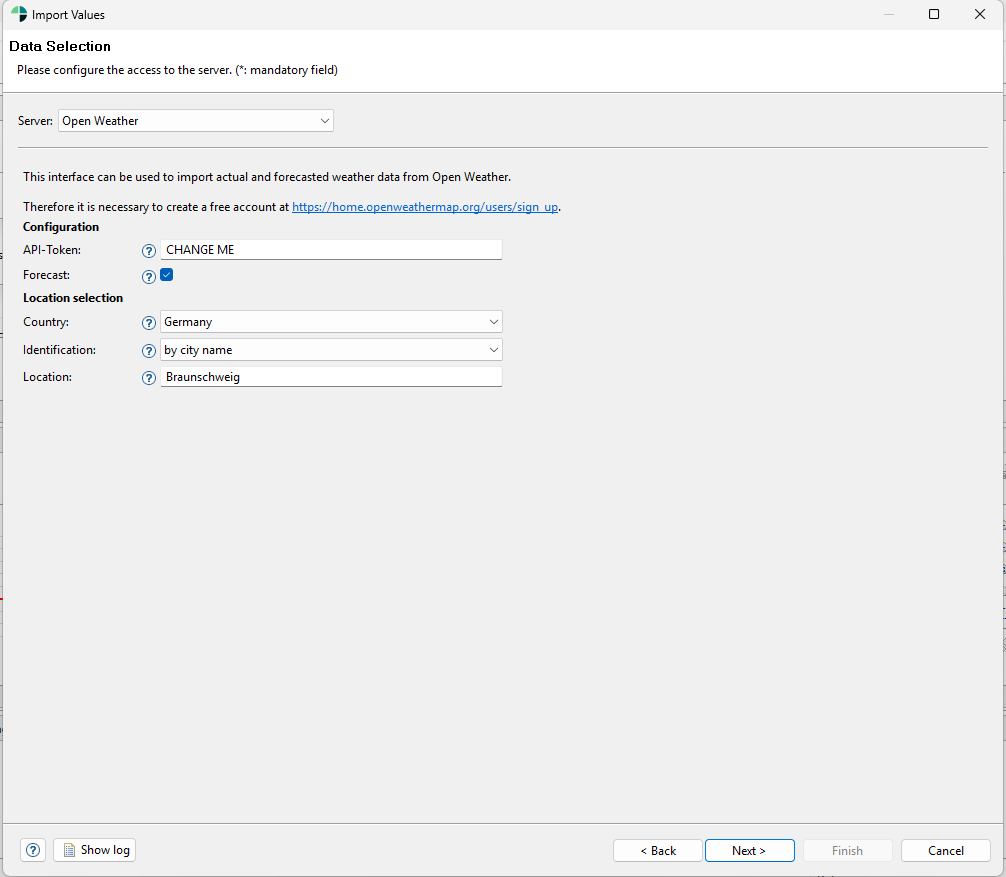 Import Values
Data Selection
Please configure the access to the server. (*: mandatory field)
Server: Open Weather
This interface can be used to import actual and forecasted weather data from Open Weather.
Therefore it is necessary to create a free account at https://home.openweathermap.org/users/sign_up.
Configuration
API-Token: ? CHANGE ME
Forecast: ?
Location selection
Country: ? Germany
Identification: ? by city name
Location: ? Braunschweig
? Show log < Back Next > Finish Cancel